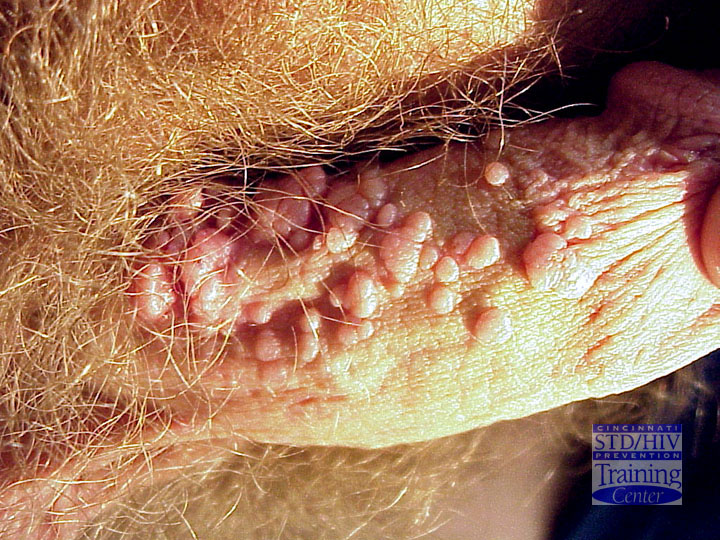 CINCINNATI
STD/HIV
PREVENTION
Training
Center